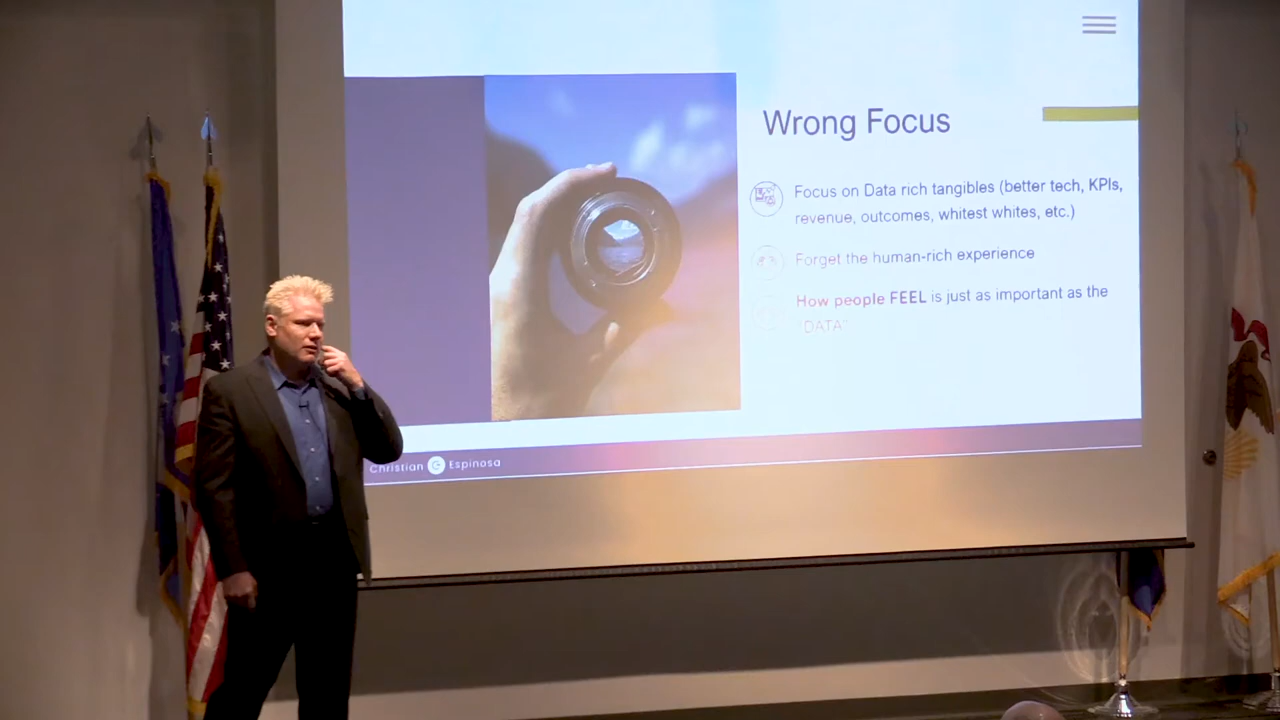 Wrong Focus
Focus on Data rich tangibles (better tech, KPIs,
revenue, outcomes, whitest whites, etc.)
Forget the human-rich experience
How people FEEL is just as important as the
"DATA"
Christian Espinosa